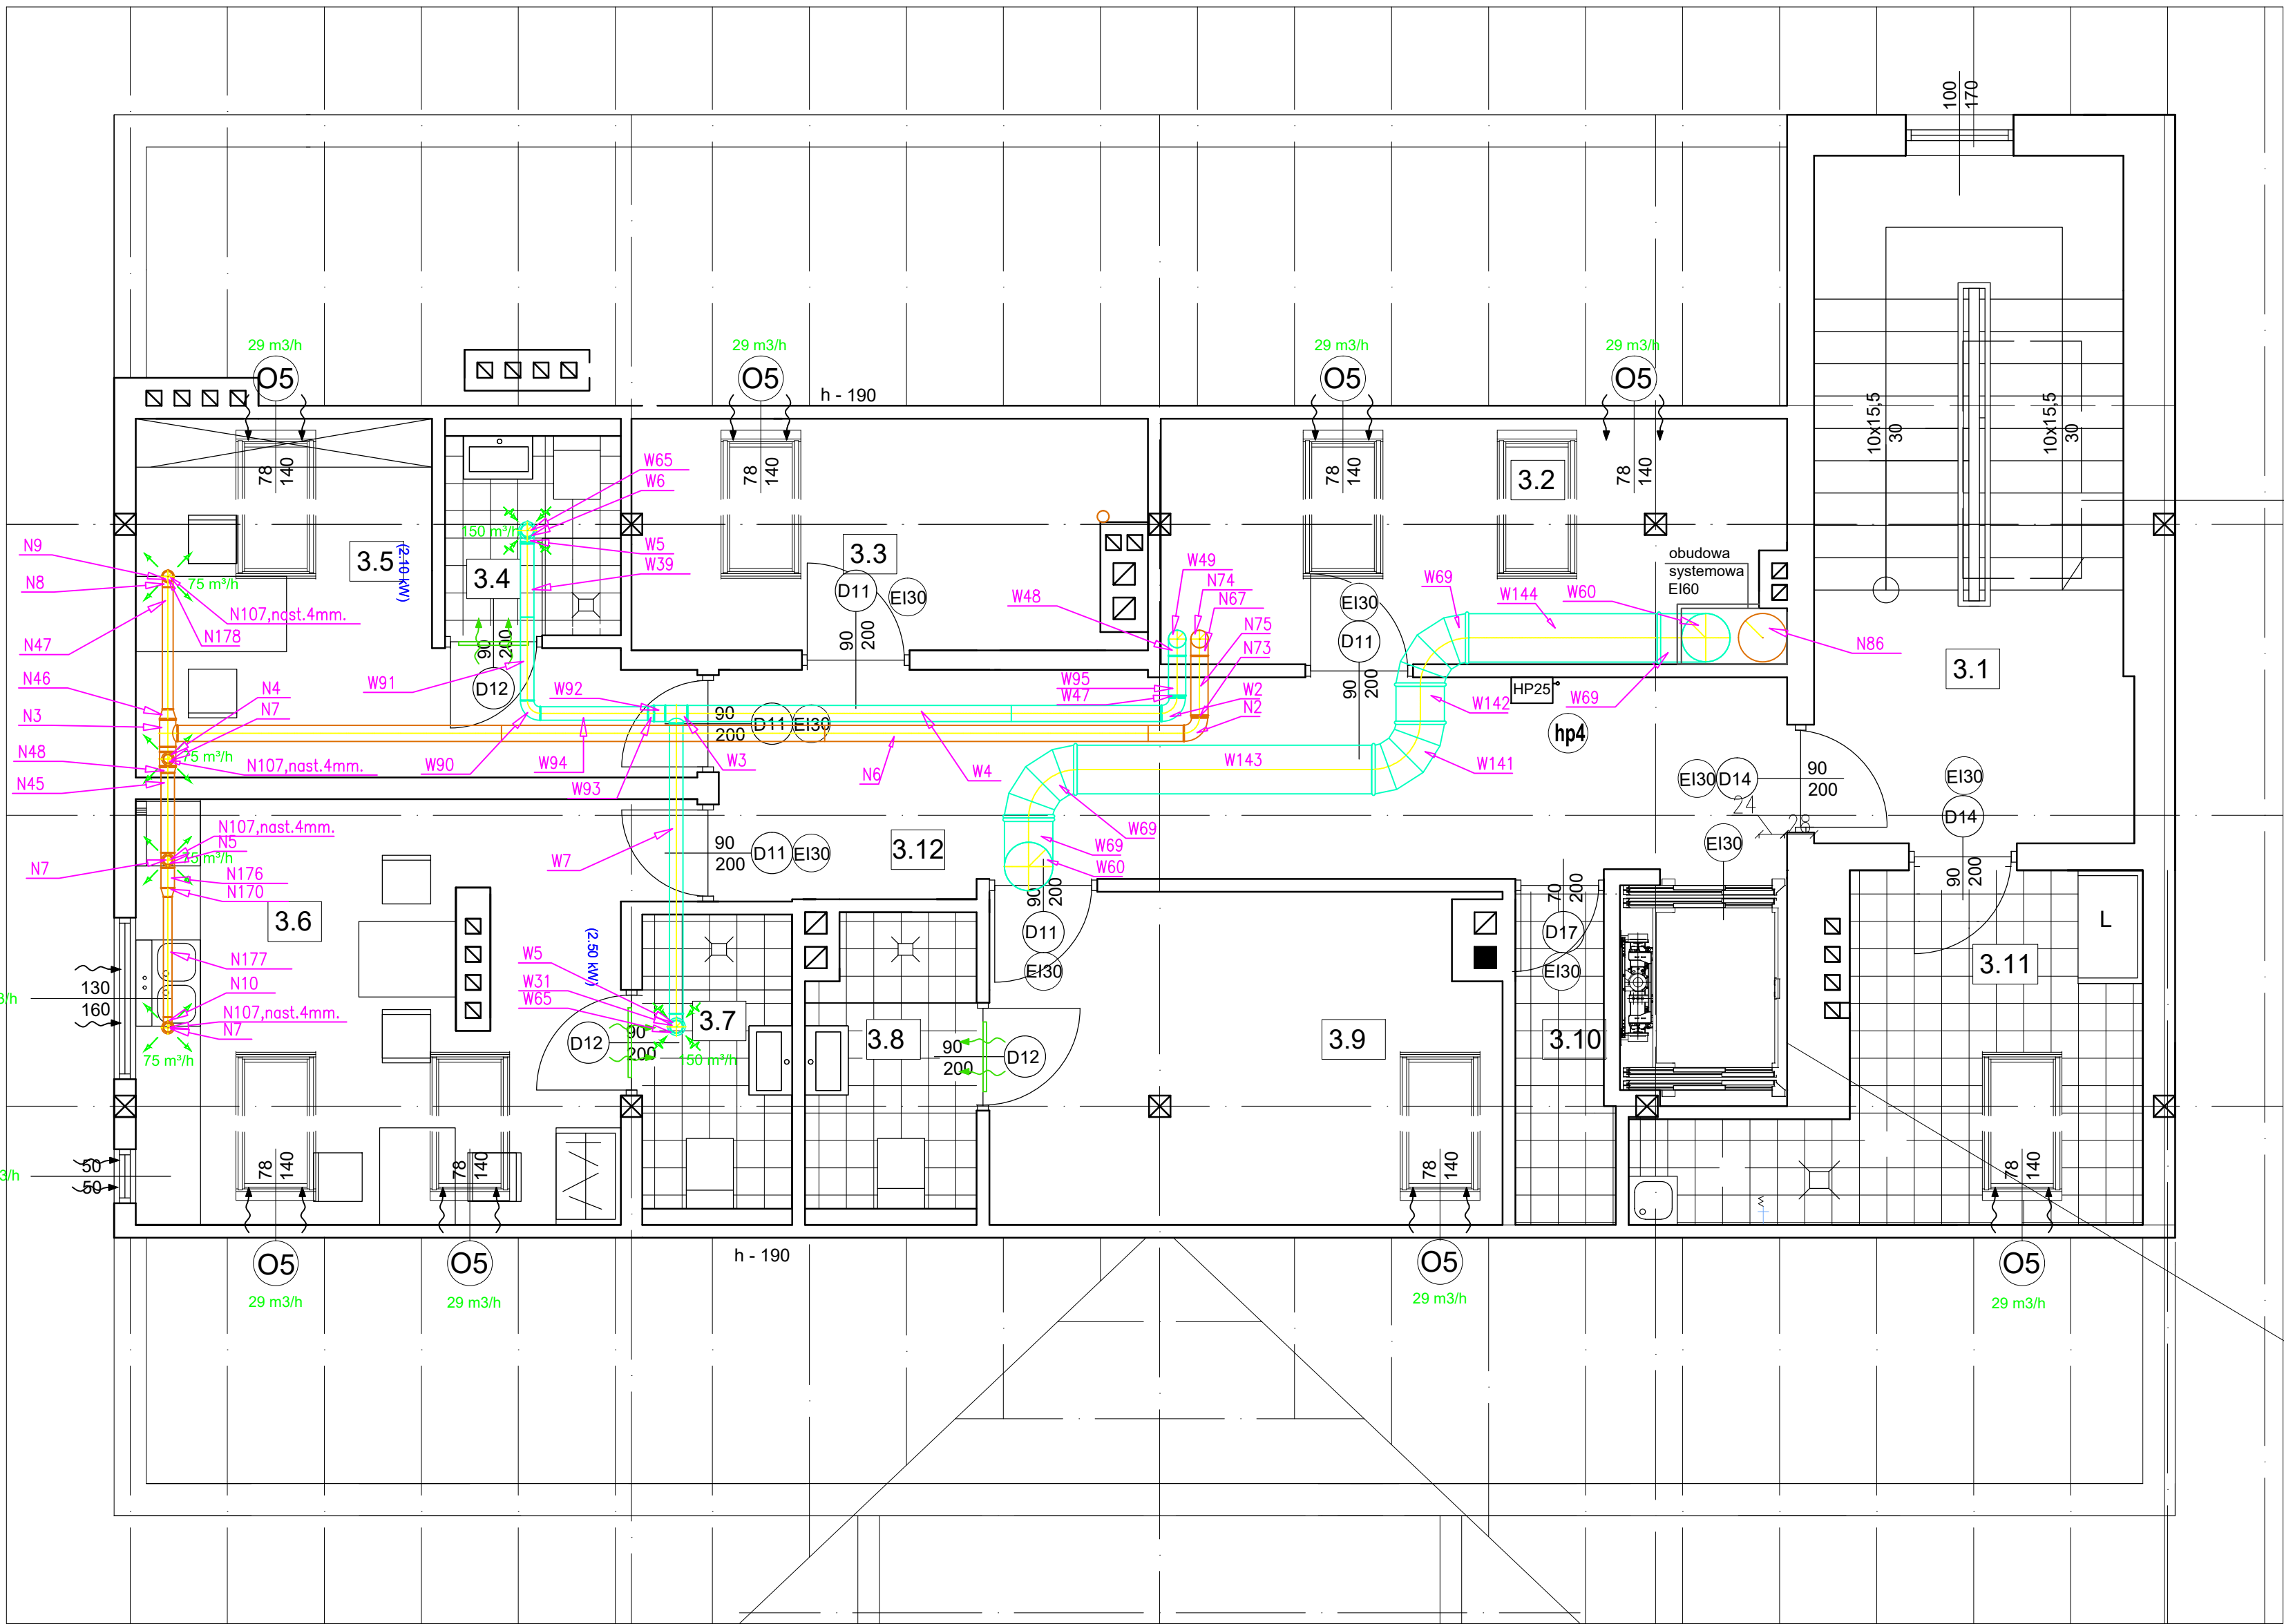 100
170
29 m3/h
29 m3/h
29 m3/h
29 m3/h
O5
O5
O5
O5
h - 190
10x15,5
30
10x15,5
30
78
140
78
140
78
140
78
140
3.2
W65
W6
150 m³/h
W5
W39
3.5
(2.10 kW)
3.4
3.3
D11
EI30
90
200
N9
N8
75 m³/h
N107,nast.4mm.
N178
N47
W48
W49
N74
N67
N75
N73
EI30
D11
90
200
W69
W144
W60
obudowa
systemowa
EI60
N86
3.1
90
200
D12
N46
N3
N4
N7
W91
W92
W95
W47
W2
N2
HP25
W69
W142
hp4
90
200
D11
EI30
N48
N45
75 m³/h
N107,nast.4mm.
W90
W94
W93
W3
N6
W4
W143
W141
EI30
D14
90
200
EI30
D14
24
28
EI30
N107,nast.4mm.
N5
N7
75 m³/h
N176
N170
W7
90
200
D11
EI30
3.12
W69
W69
W60
90
200
D11
EI30
70
200
D17
EI30
90
200
L
3.6
3.11
N177
N10
N107,nast.4mm.
N7
75 m³/h
130
160
W5
W31
W65
(2.50 kW)
D12
90
200
150 m³/h
3.7
3.8
90
200
D12
3.9
3.10
3/h
3/h
50
50
78
140
78
140
78
140
78
140
O5
O5
h - 190
O5
O5
29 m3/h
29 m3/h
29 m3/h
29 m3/h